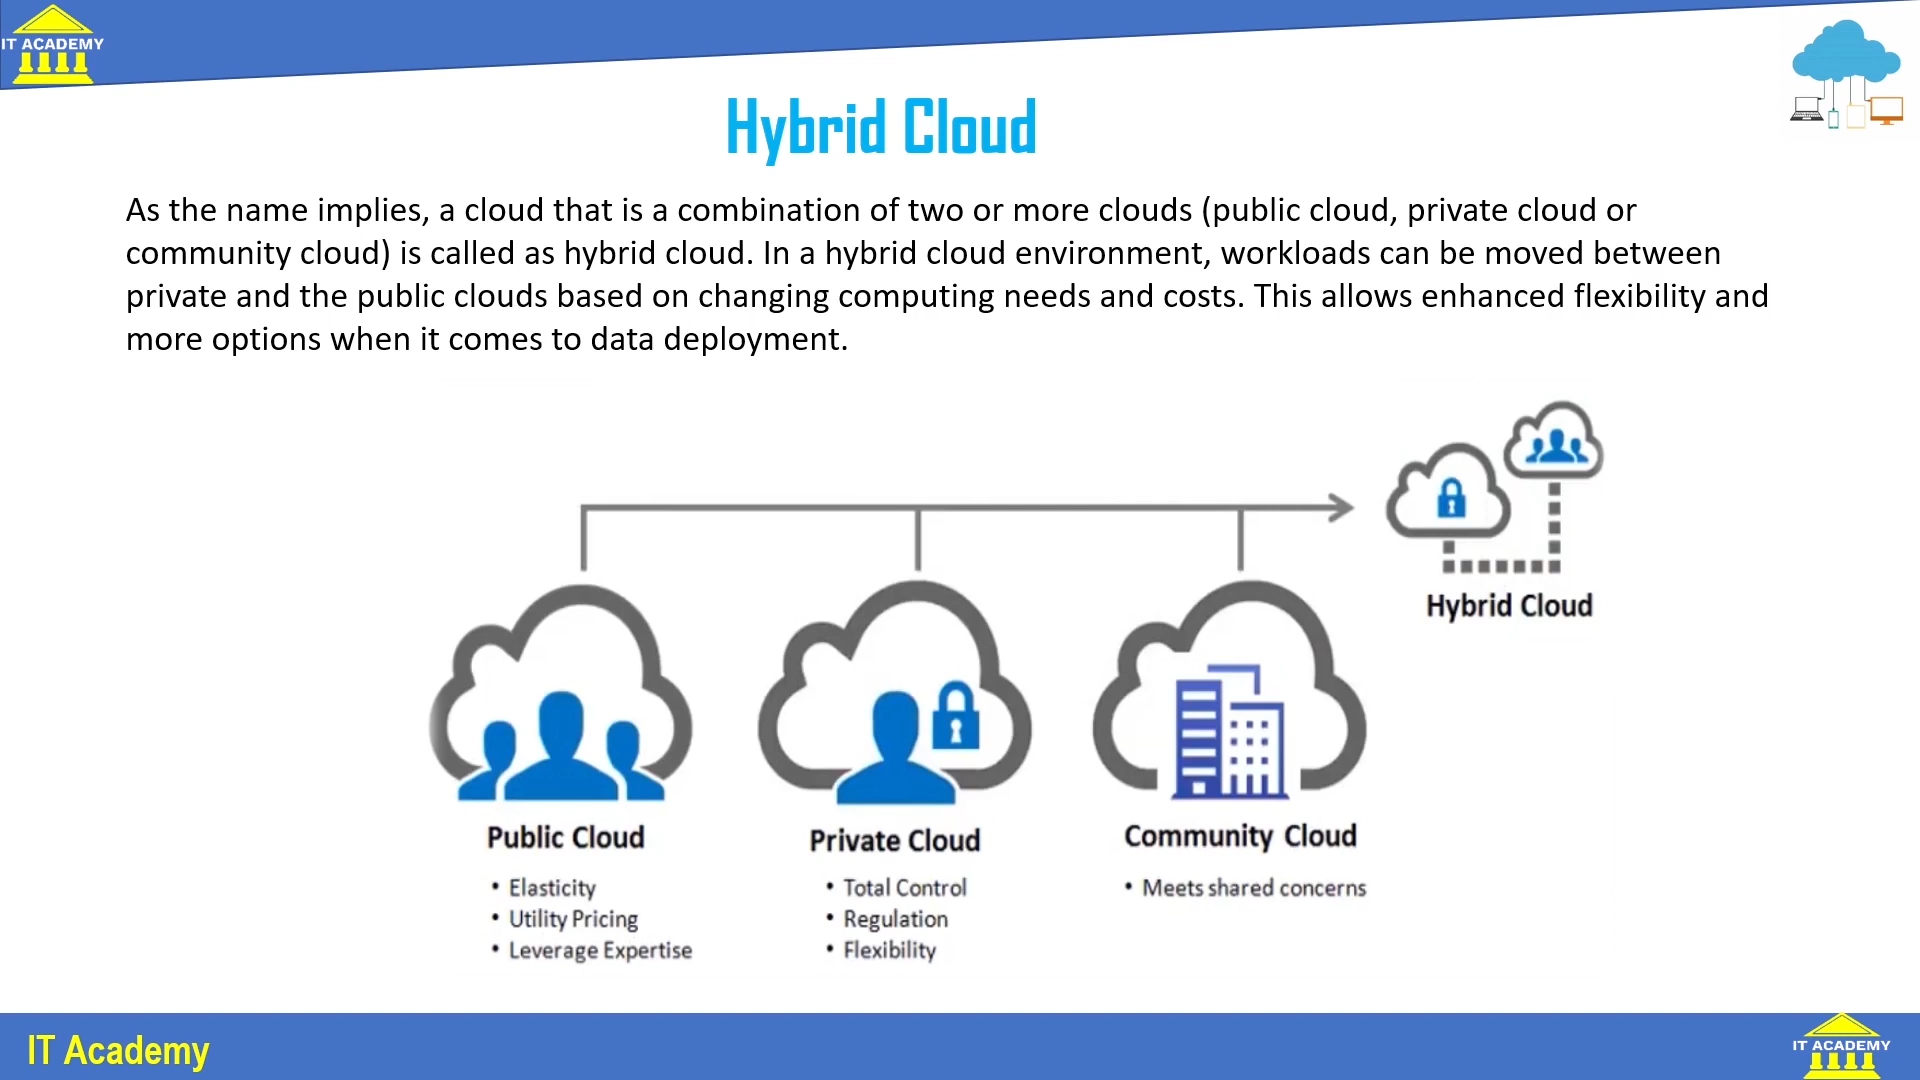 IT ACADEMY
Hybrid Cloud
As the name implies, a cloud that is a combination of two or more clouds (public cloud, private cloud or
community cloud) is called as hybrid cloud. In a hybrid cloud environment, workloads can be moved between
private and the public clouds based on changing computing needs and costs. This allows enhanced flexibility and
more options when it comes to data deployment.
Hybrid Cloud
Public Cloud
• Elasticity
• Utility Pricing
• Leverage Expertise
Private Cloud
• Total Control
• Regulation
• Flexibility
Community Cloud
• Meets shared concerns
IT Academy
IT ACADEMY